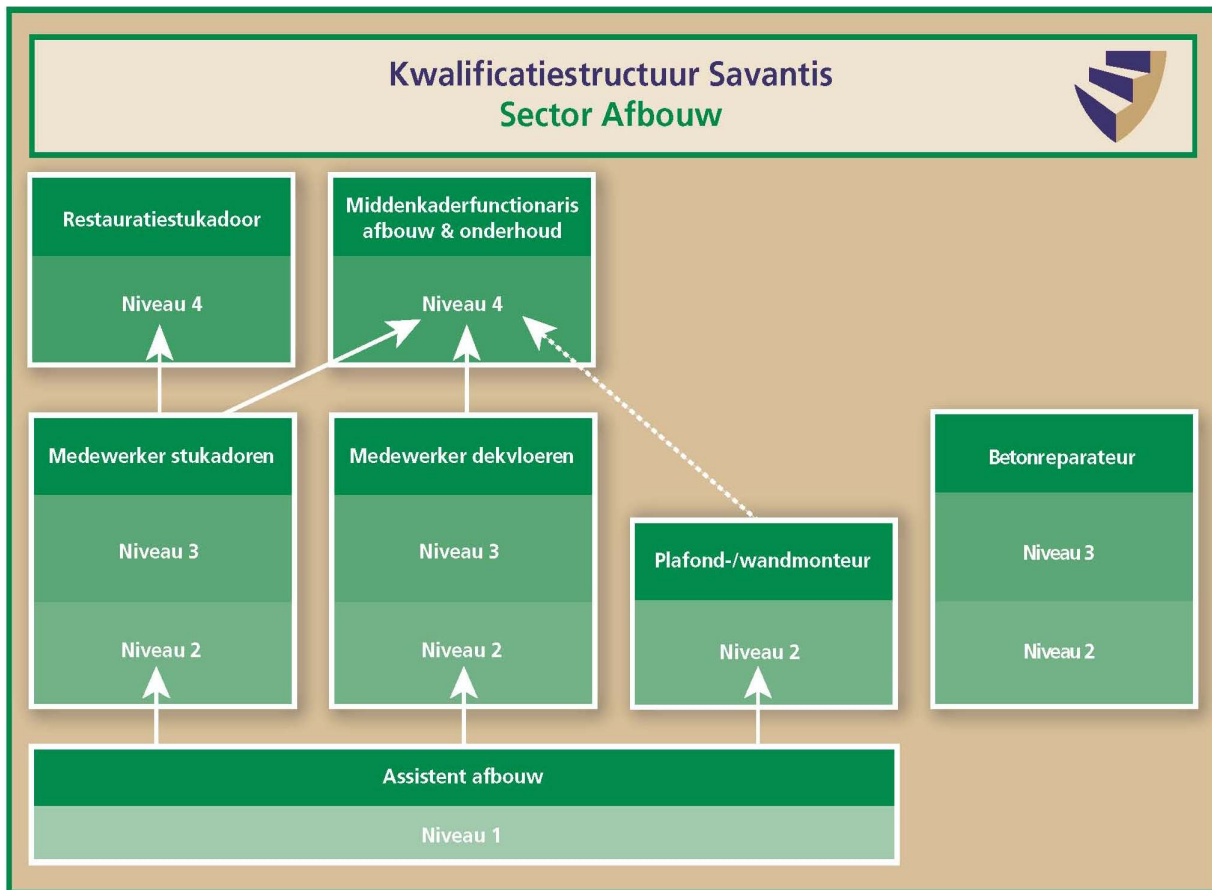 Kwalificatiestructuur Savantis
Sector Afbouw
Restauratiestukadoor
Niveau 4
Middenkaderfunctionaris
afbouw & onderhoud
Niveau 4
Medewerker stukadoren
Niveau 3
Niveau 2
Medewerker dekvloeren
Niveau 3
Niveau 2
Plafond-/wandmonteur
Niveau 2
Betonreparateur
Niveau 3
Niveau 2
Assistent afbouw
Niveau 1